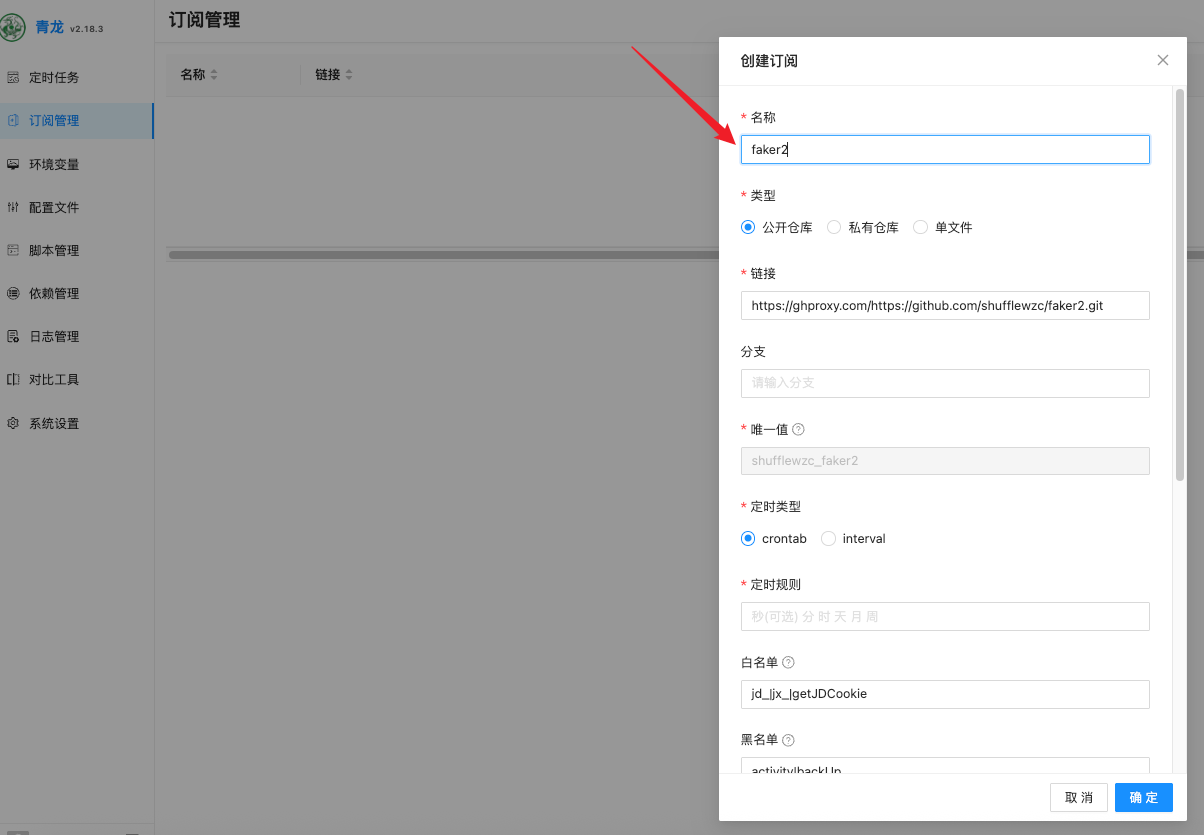 青龙 v2.18.3
定时任务
订阅管理
环境变量
配置文件
脚本管理
依赖管理
日志管理
对比工具
系统设置
订阅管理
名称 链接
创建订阅
* 名称
faker2
* 类型
公开仓库 私有仓库 单文件
* 链接
https://ghproxy.com/https://github.com/shufflewzc/faker2.git
分支
请输入分支
* 唯一值
shufflewzc_faker2
* 定时类型
crontab interval
* 定时规则
秒(可选) 分 时 天 月 周
白名单
jd_|jx_|getJDCookie
黑名单
activity|backUp
取 消 确 定